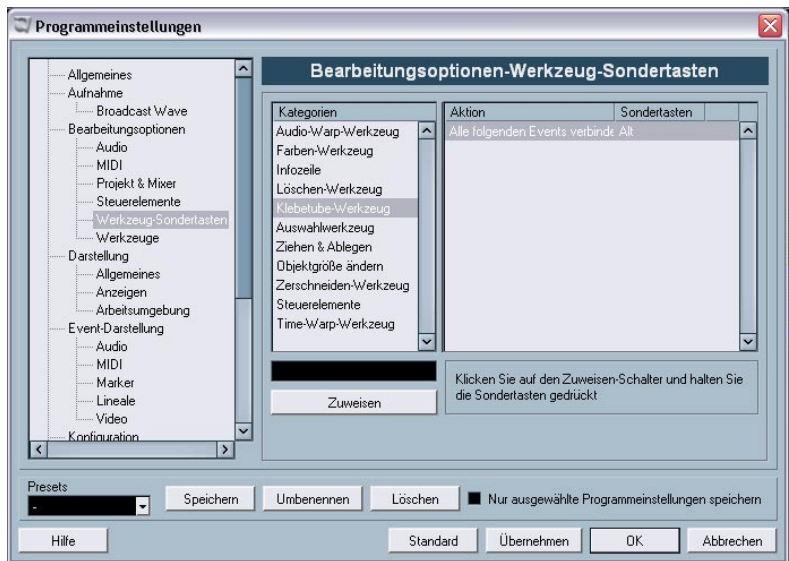 Programmeinstellungen
Allgemeines
Aufnahme
Broadcast Wave
Bearbeitungsoptionen
Audio
MIDI
Projekt & Mixer
Steuerelemente
Werkzeug-Sondertasten
Werkzeuge
Darstellung
Allgemeines
Anzeigen
Arbeitsumgebung
Event-Darstellung
Audio
MIDI
Marker
Lineale
Video
Konfiguration
Bearbeitungsoptionen-Werkzeug-Sondertasten
Kategorien
Audio-Warp-Werkzeug
Farben-Werkzeug
Infozeile
Löschen-Werkzeug
Klebetube-Werkzeug
Auswahlwerkzeug
Ziehen & Ablegen
Objektgröße ändern
Zerschneiden-Werkzeug
Steuerelemente
Time-Warp-Werkzeug
Zuweisen
Aktion Sondertasten
Alle folgenden Events verbinde Alt
Klicken Sie auf den Zuweisen-Schalter und halten Sie
die Sondertasten gedrückt
Presets
-
Speichern Umbenennen Löschen Nur ausgewählte Programmeinstellungen speichern
Hilfe Standard Übernehmen OK Abbrechen